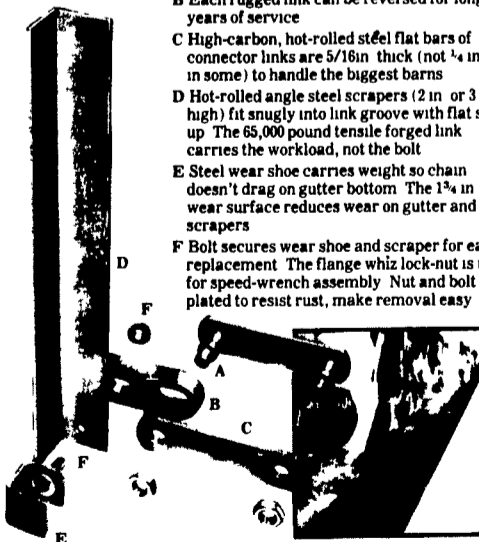 B Each rugged link can be reversed for
years of service
C High-carbon, hot-rolled steel flat bars of
connector links are 5/16in thick (not ¼ in
in some) to handle the biggest barns
D Hot-rolled angle steel scrapers (2 in or 3
high) fit snugly into link groove with flat
up The 65,000 pound tensile forged link
carries the workload, not the bolt
E Steel wear shoe carries weight so chain
doesn't drag on gutter bottom The 1¾ in
wear surface reduces wear on gutter and
scrapers
F Bolt secures wear shoe and scraper for
replacement The flange whiz lock-nut is
for speed-wrench assembly Nut and bolt
plated to resist rust, make removal easy
D
F
A
B
C
F
E